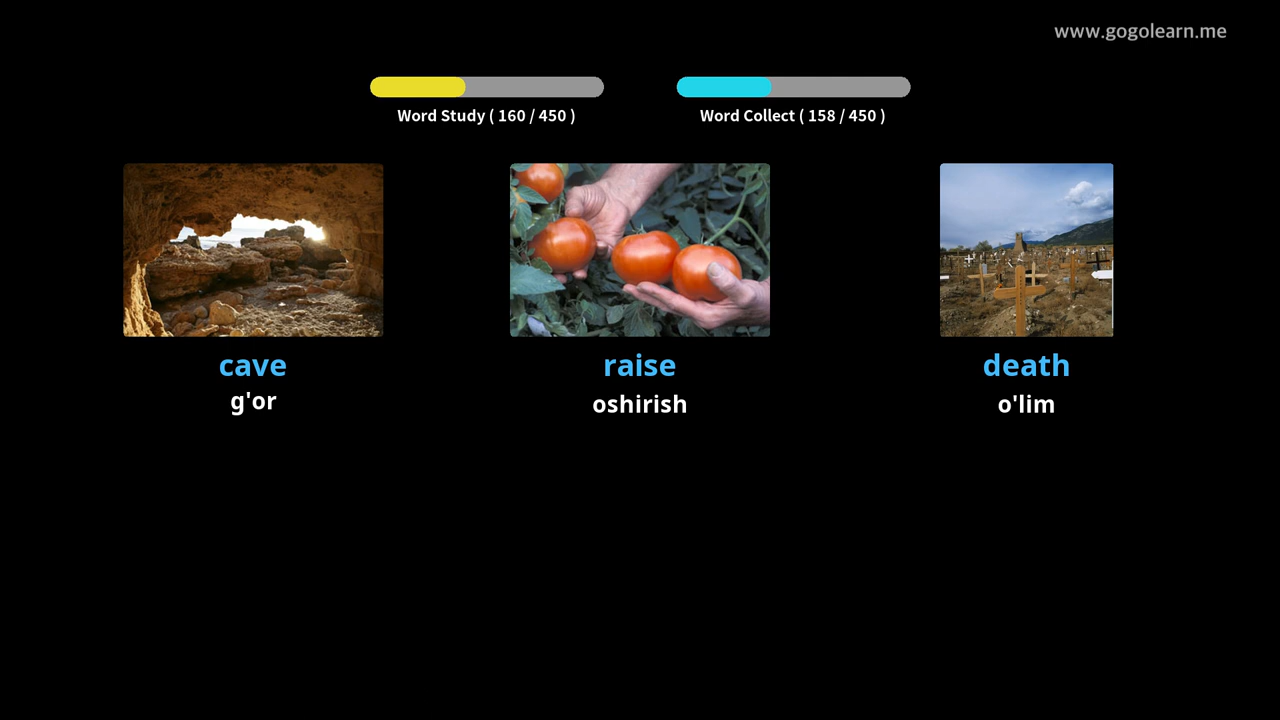 www.gogolearn.me
Word Study ( 160 / 450 )
Word Collect ( 158 / 450 )
cave
g'or
raise
oshirish
death
o'lim